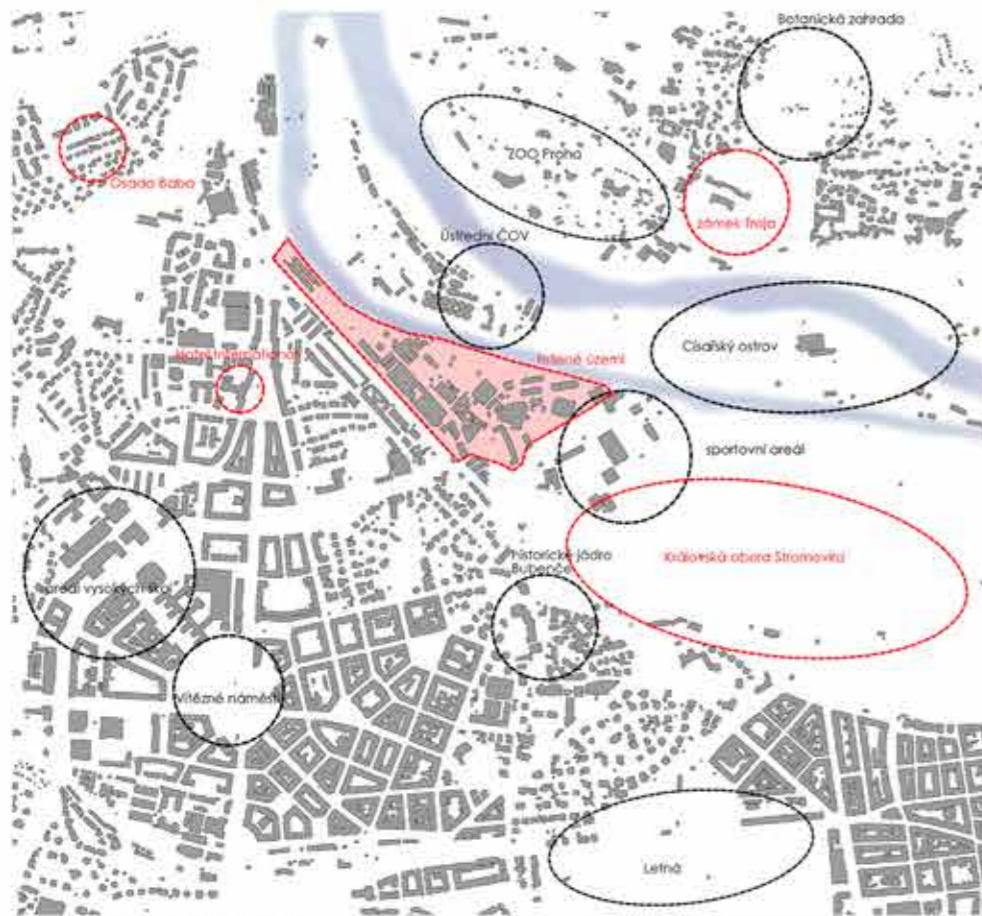 Botanická zahrada
ZOO Praha
Osada Baba
zámek Troja
Ústřední ČOV
Císařský ostrov
Hotel International
řešené území
sportovní areál
historické jádro
Bubenče
Královská obora Stromovka
areál vysokých škol
Vítězné náměstí
Letná